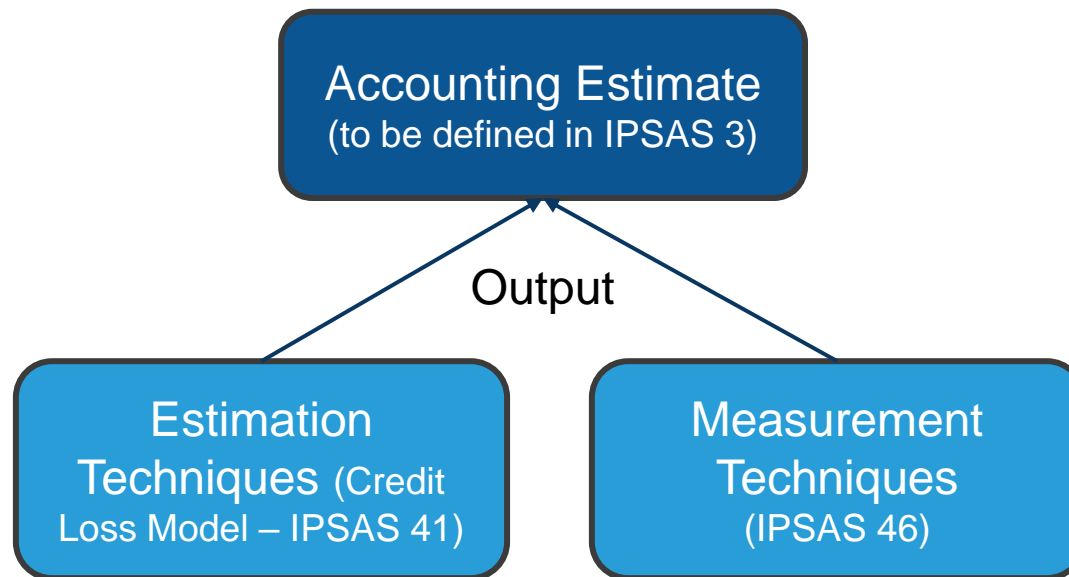 Accounting Estimate
(to be defined in IPSAS 3)
Output
Estimation
Techniques (Credit
Loss Model – IPSAS 41)
Measurement
Techniques
(IPSAS 46)